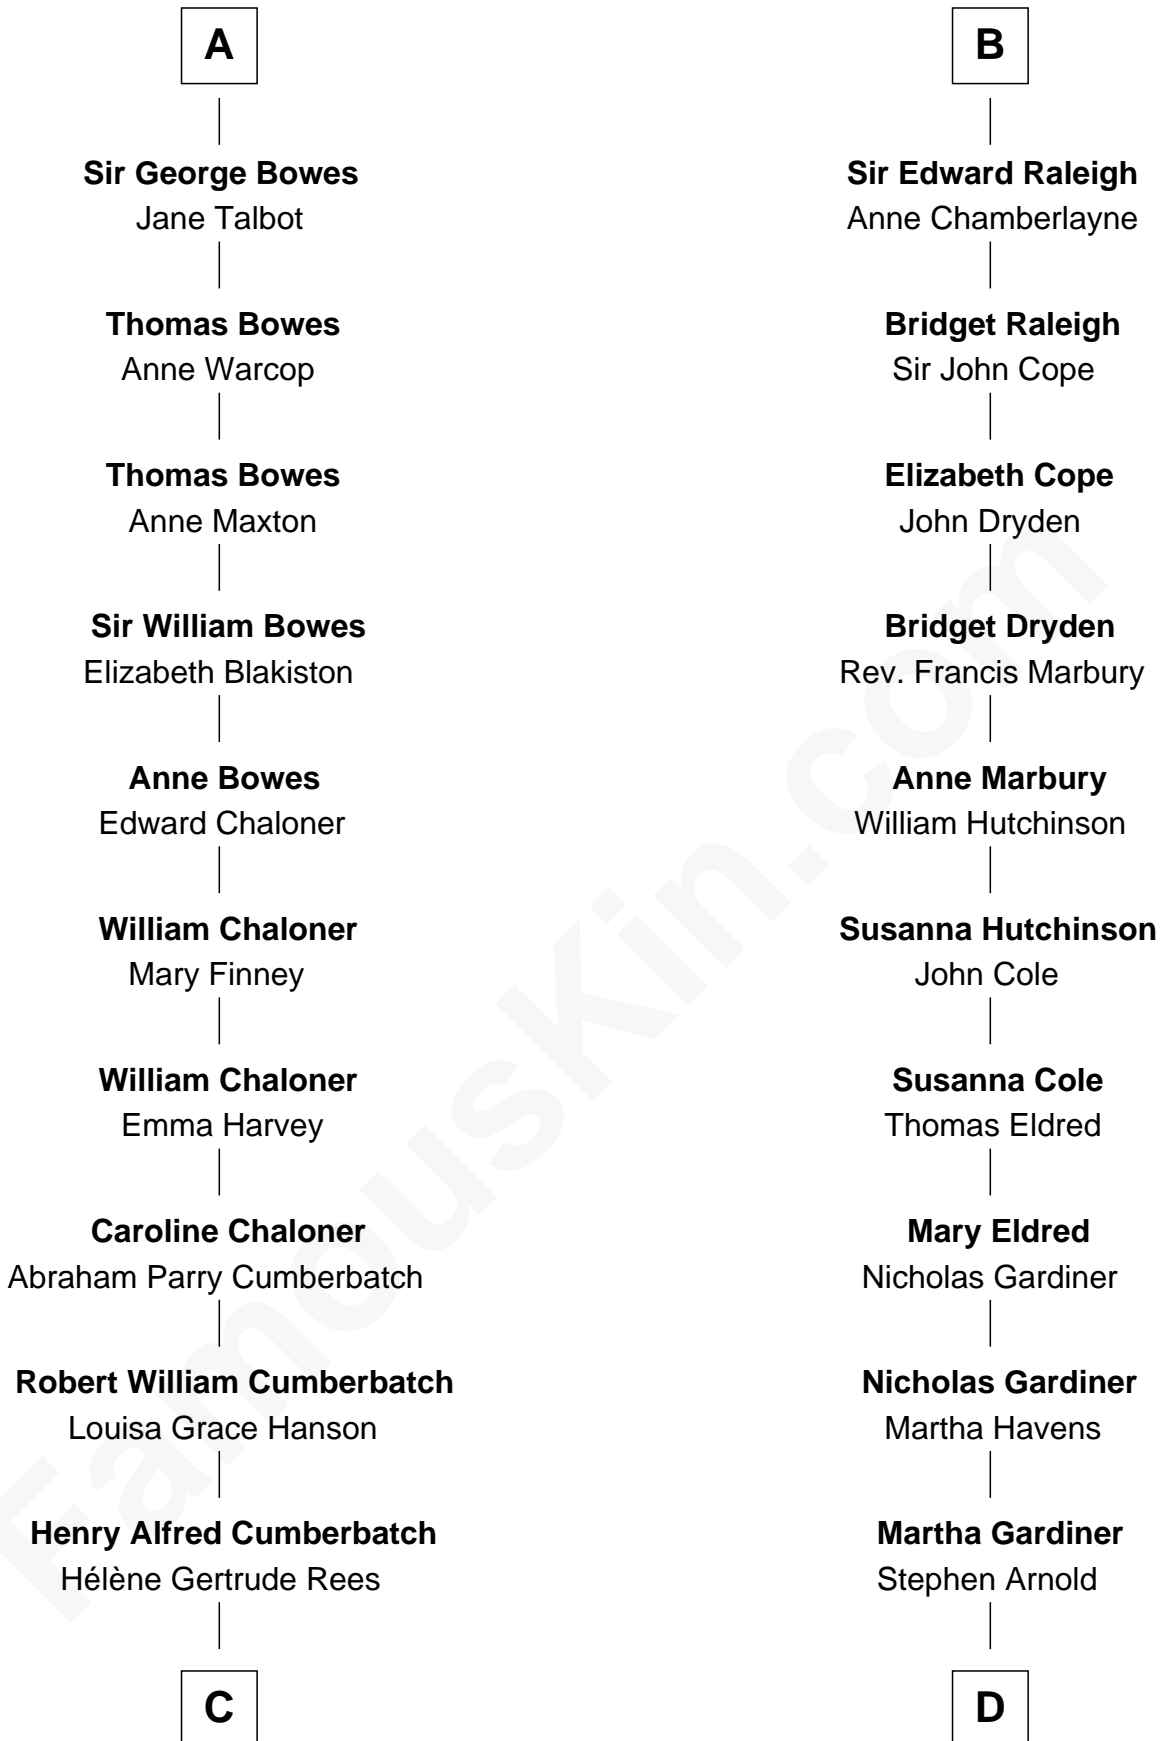 A
Sir George Bowes
Jane Talbot
Thomas Bowes
Anne Warcop
Thomas Bowes
Anne Maxton
Sir William Bowes
Elizabeth Blakiston
Anne Bowes
Edward Chaloner
William Chaloner
Mary Finney
William Chaloner
Emma Harvey
Caroline Chaloner
Abraham Parry Cumberbatch
Robert William Cumberbatch
Louisa Grace Hanson
Henry Alfred Cumberbatch
Hélène Gertrude Rees
C
B
Sir Edward Raleigh
Anne Chamberlayne
Bridget Raleigh
Sir John Cope
Elizabeth Cope
John Dryden
Bridget Dryden
Rev. Francis Marbury
Anne Marbury
William Hutchinson
Susanna Hutchinson
John Cole
Susanna Cole
Thomas Eldred
Mary Eldred
Nicholas Gardiner
Nicholas Gardiner
Martha Havens
Martha Gardiner
Stephen Arnold
D
FamousKin.com